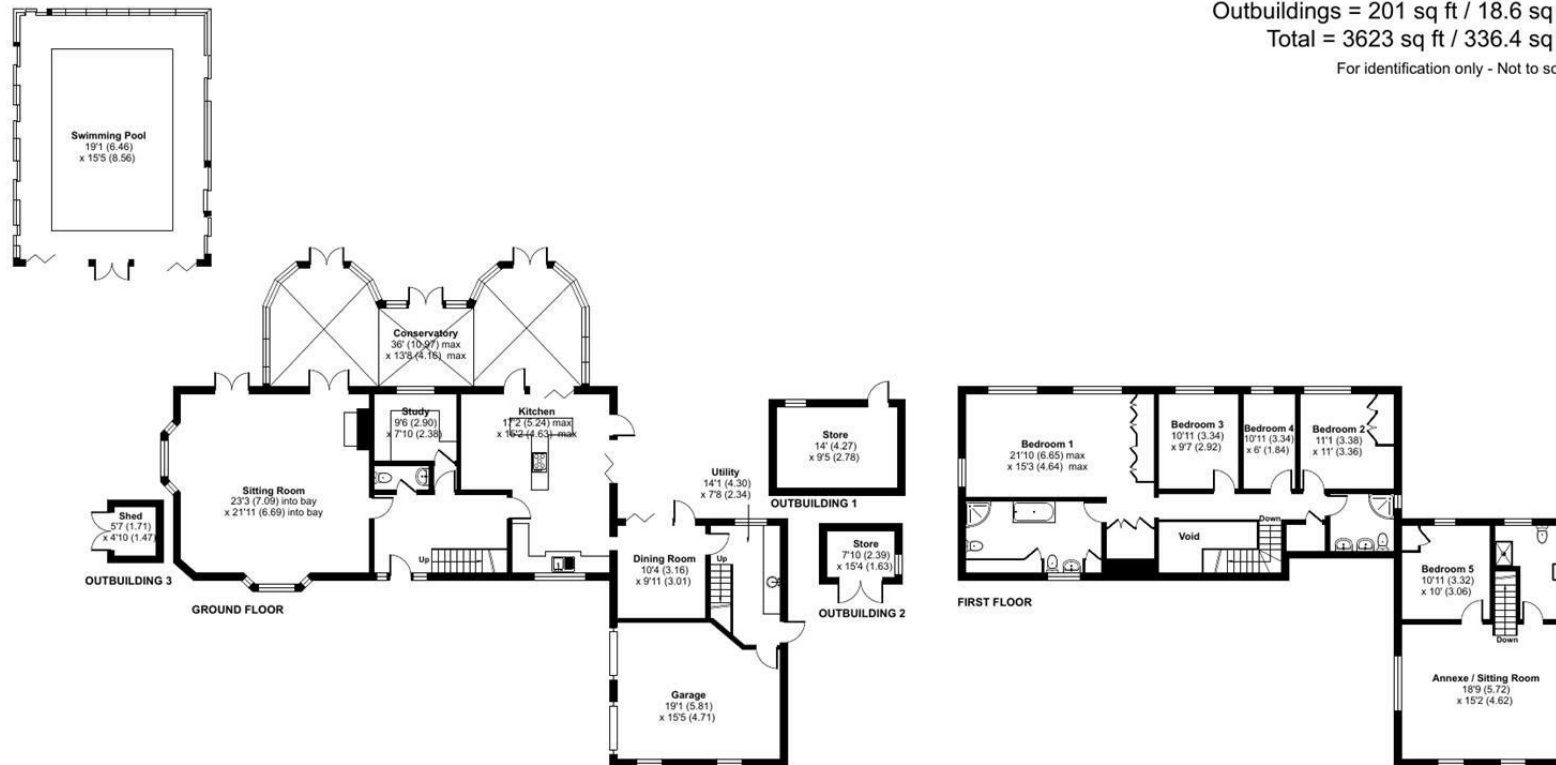 Outbuildings = 201 sq ft / 18.6 sq
Total = 3623 sq ft / 336.4 sq
For identification only - Not to sc
Swimming Pool
19'1 (6.46)
x 15'5 (8.56)
Conservatory
36' (10.97) max
x 13'8 (4.16) max
Study
9'6 (2.90)
x 7'10 (2.38)
Kitchen
17'2 (5.24) max
x 15'2 (4.63) max
Sitting Room
23'3 (7.09) into bay
x 21'11 (6.69) into bay
Shed
5'7 (1.71)
x 4'10 (1.47)
OUTBUILDING 3
Up
GROUND FLOOR
Dining Room
10'4 (3.16)
x 9'11 (3.01)
Up
Utility
14'1 (4.30)
x 7'8 (2.34)
Garage
19'1 (5.81)
x 15'5 (4.71)
Store
14' (4.27)
x 9'5 (2.78)
OUTBUILDING 1
Store
7'10 (2.39)
x 15'4 (1.63)
OUTBUILDING 2
Bedroom 1
21'10 (6.65) max
x 15'3 (4.64) max
Bedroom 3
10'11 (3.34)
x 9'7 (2.92)
Bedroom 4
10'11 (3.34)
x 6' (1.84)
Bedroom 2
11'1 (3.38)
x 11' (3.36)
Void
Down
FIRST FLOOR
Bedroom 5
10'11 (3.32)
x 10' (3.06)
Down
Annexe / Sitting Room
18'9 (5.72)
x 15'2 (4.62)